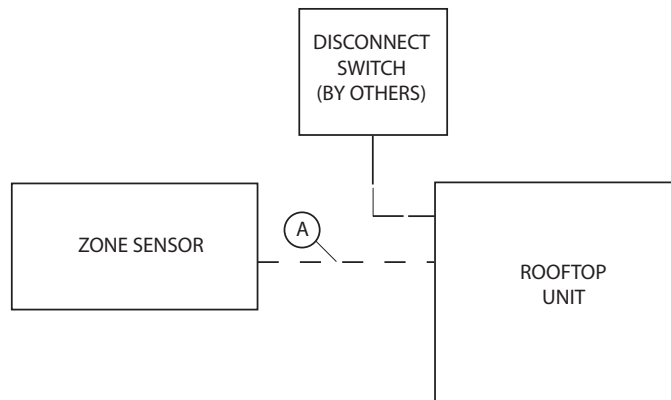 DISCONNECT
SWITCH
(BY OTHERS)
ZONE SENSOR
A
ROOFTOP
UNIT